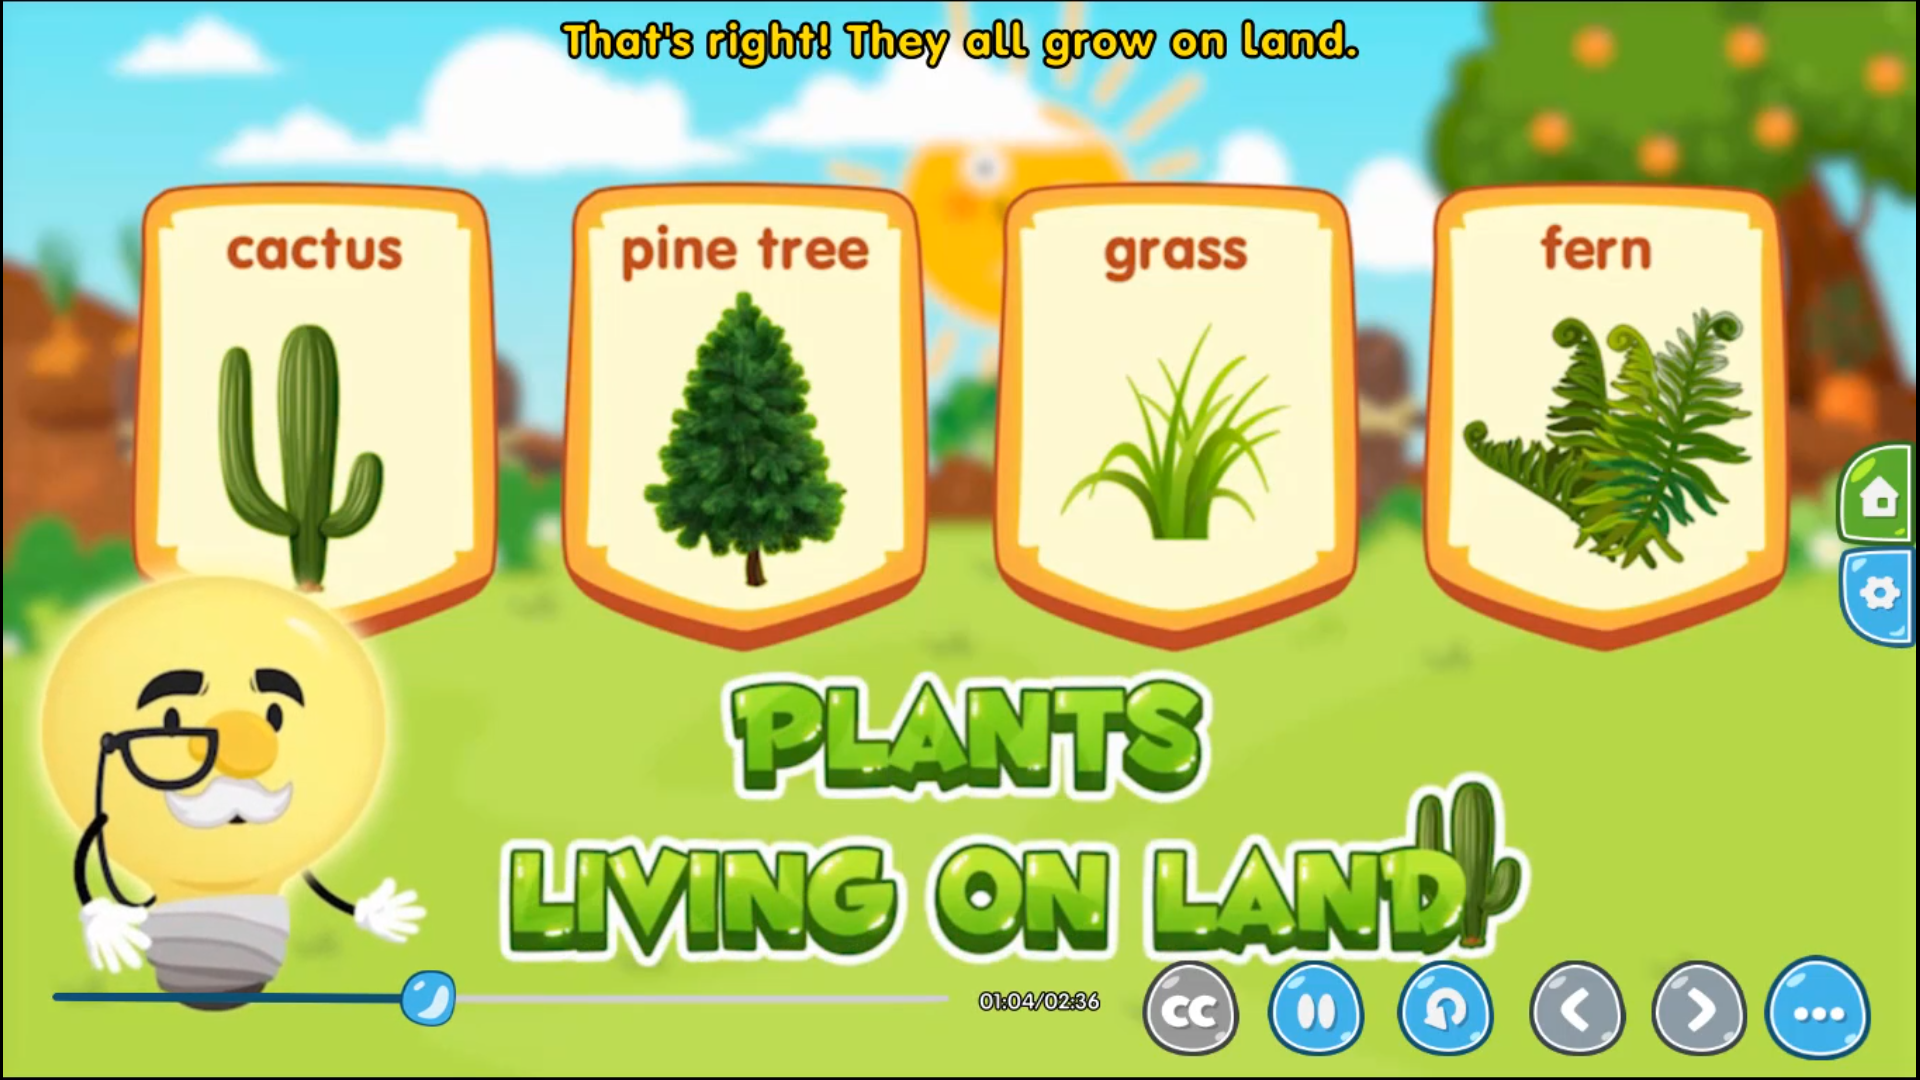 That's right! They all grow on land.
cactus
pine tree
grass
fern
PLANTS
LIVING ON LAND
01:04/02:36
CC